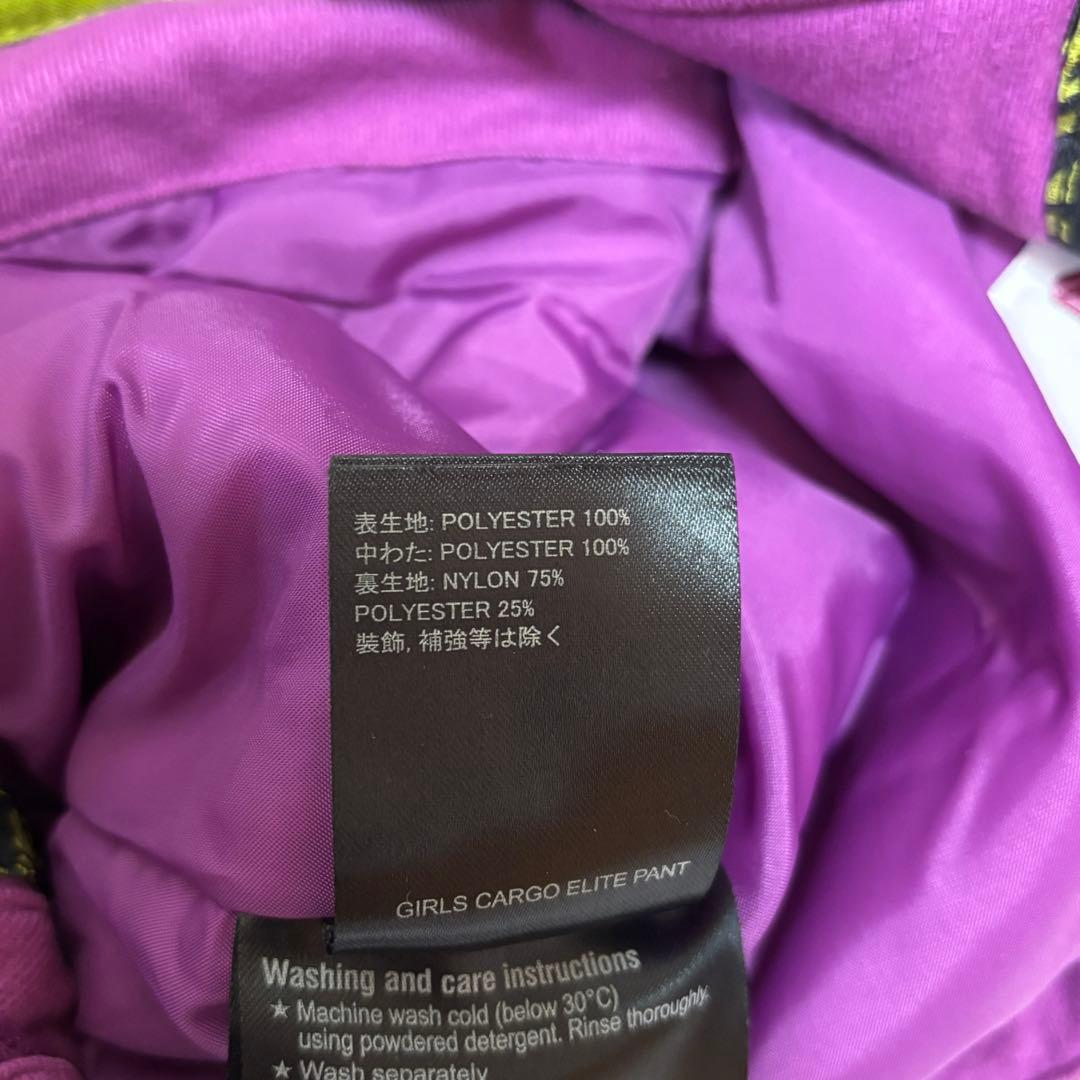 表生地: POLYESTER 100%
中わた: POLYESTER 100%
裏生地: NYLON 75%
POLYESTER 25%
装飾, 補強等は除く
GIRLS CARGO ELITE PANT
Washing and care instructions
★ Machine wash cold (below 30°C)
using powdered detergent. Rinse thoroughly.
★ Wash separately